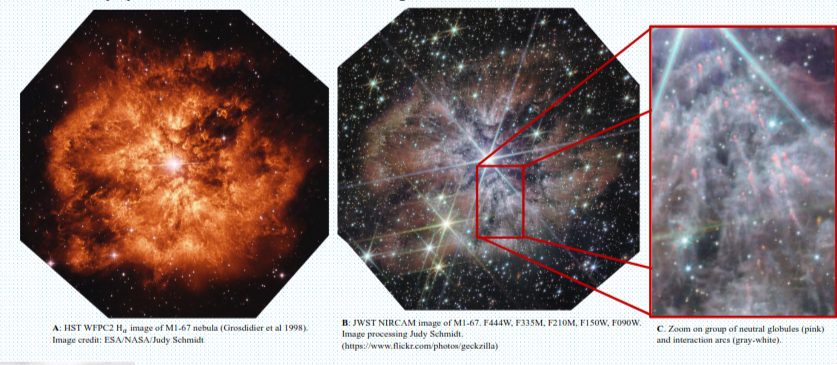 A: HST WFPC2 Hα image of M1-67 nebula (Grosdidier et al 1998).
Image credit: ESA/NASA/Judy Schmidt
B: JWST NIRCAM image of M1-67. F444W, F335M, F210M, F150W, F090W.
Image processing Judy Schmidt.
(https://www.flickr.com/photos/geckzilla)
C. Zoom on group of neutral globules (pink)
and interaction arcs (gray-white).